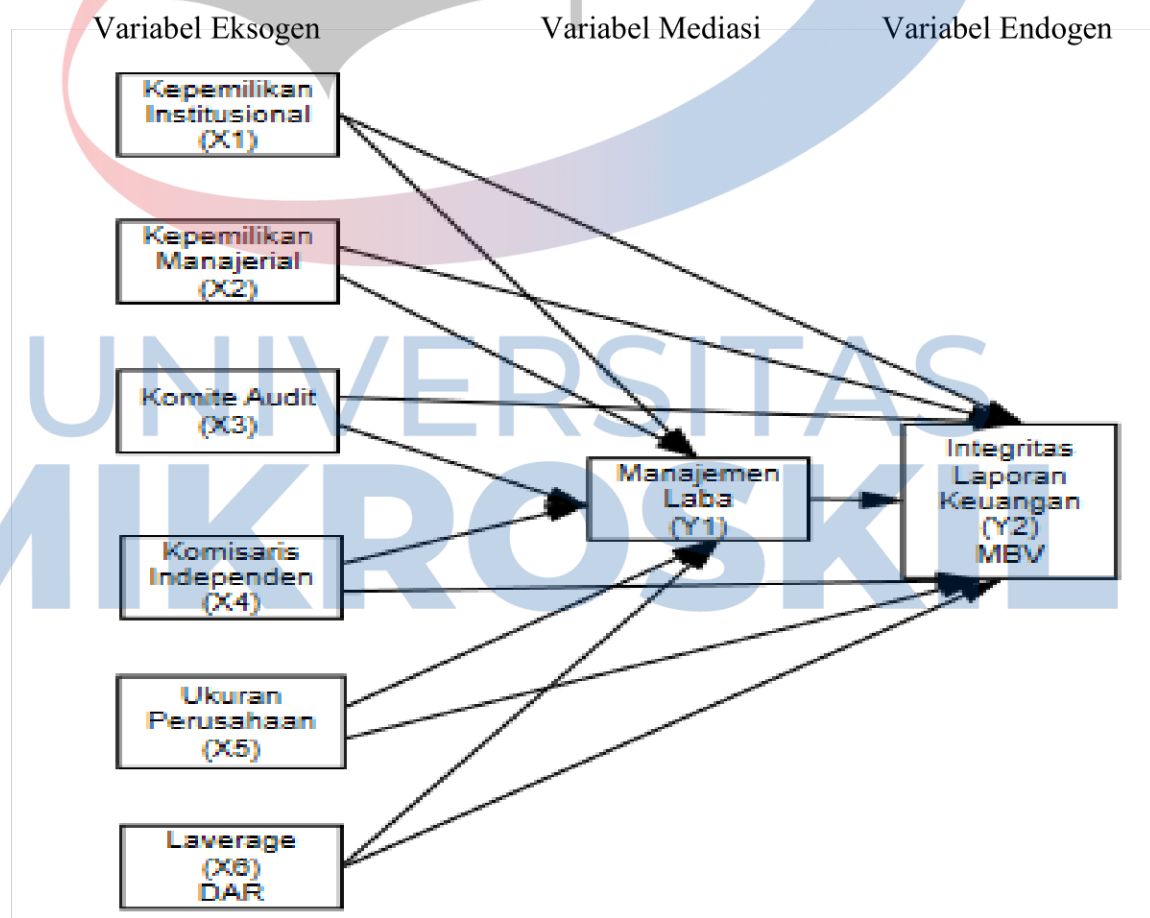 Variabel Eksogen Variabel Mediasi Variabel Endogen
Kepemilikan
Institusional
(X1)
Kepemilikan
Manajerial
(X2)
Komite Audit
(X3)
Komisaris
Independen
(X4)
Ukuran
Perusahaan
(X5)
Laverage
(X6)
DAR
Manajemen
Laba
(Y1)
Integritas
Laporan
Keuangan
(Y2)
MBV
UNIVERSITAS
MIKROSKIL